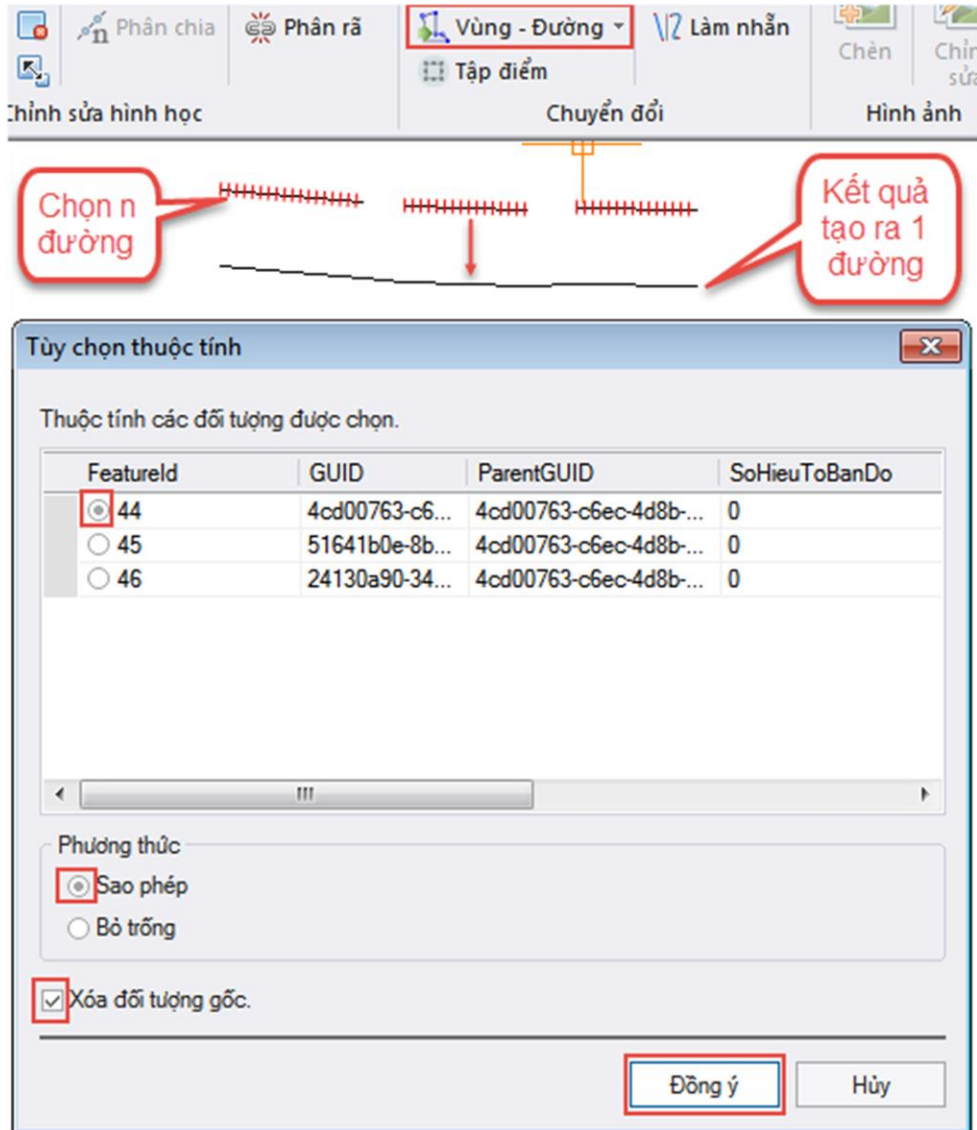 Phân chia
Phân rã
Vùng - Đường
Làm nhẵn
Tập điểm
Chèn
Chỉnh sửa hình học
Chuyển đổi
Hình ảnh
Chọn n
đường
Kết quả
tạo ra 1
đường
Tùy chọn thuộc tính
Thuộc tính các đối tượng được chọn.
FeatureId GUID ParentGUID SoHieuToBanDo
44 4cd00763-c6... 4cd00763-c6ec-4d8b-... 0
45 51641b0e-8b... 4cd00763-c6ec-4d8b-... 0
46 24130a90-34... 4cd00763-c6ec-4d8b-... 0
Phương thức
Sao phép
Bỏ trống
Xóa đối tượng gốc.
Đồng ý
Hủy